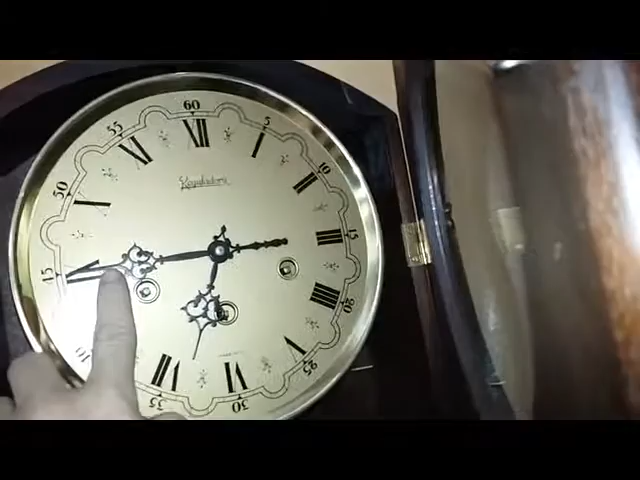 60
55 5
XII
XI I
10
50 Regulator II
X
15
III
45 IX
20
IIII
25
V
VII VI
35 30